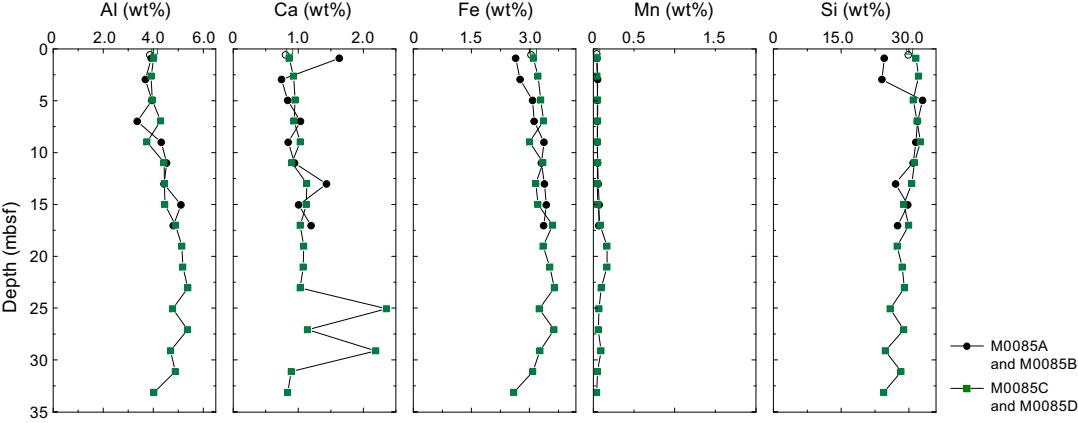 Al (wt%) Ca (wt%) Fe (wt%) Mn (wt%) Si (wt%)
0 2.0 4.0 6.0 0 1.0 2.0 0 3.0 0 0.5 1.5 0 15.0 30.0
0
5
10
15
20
25
30
35
Depth (mbsf)
M0085A
and M0085B
M0085C
and M0085D